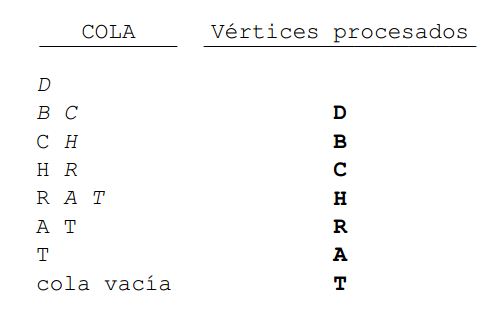 COLA Vértices procesados
D
B C D
C H B
H R C
R A T H
A T R
T A
cola vacía T